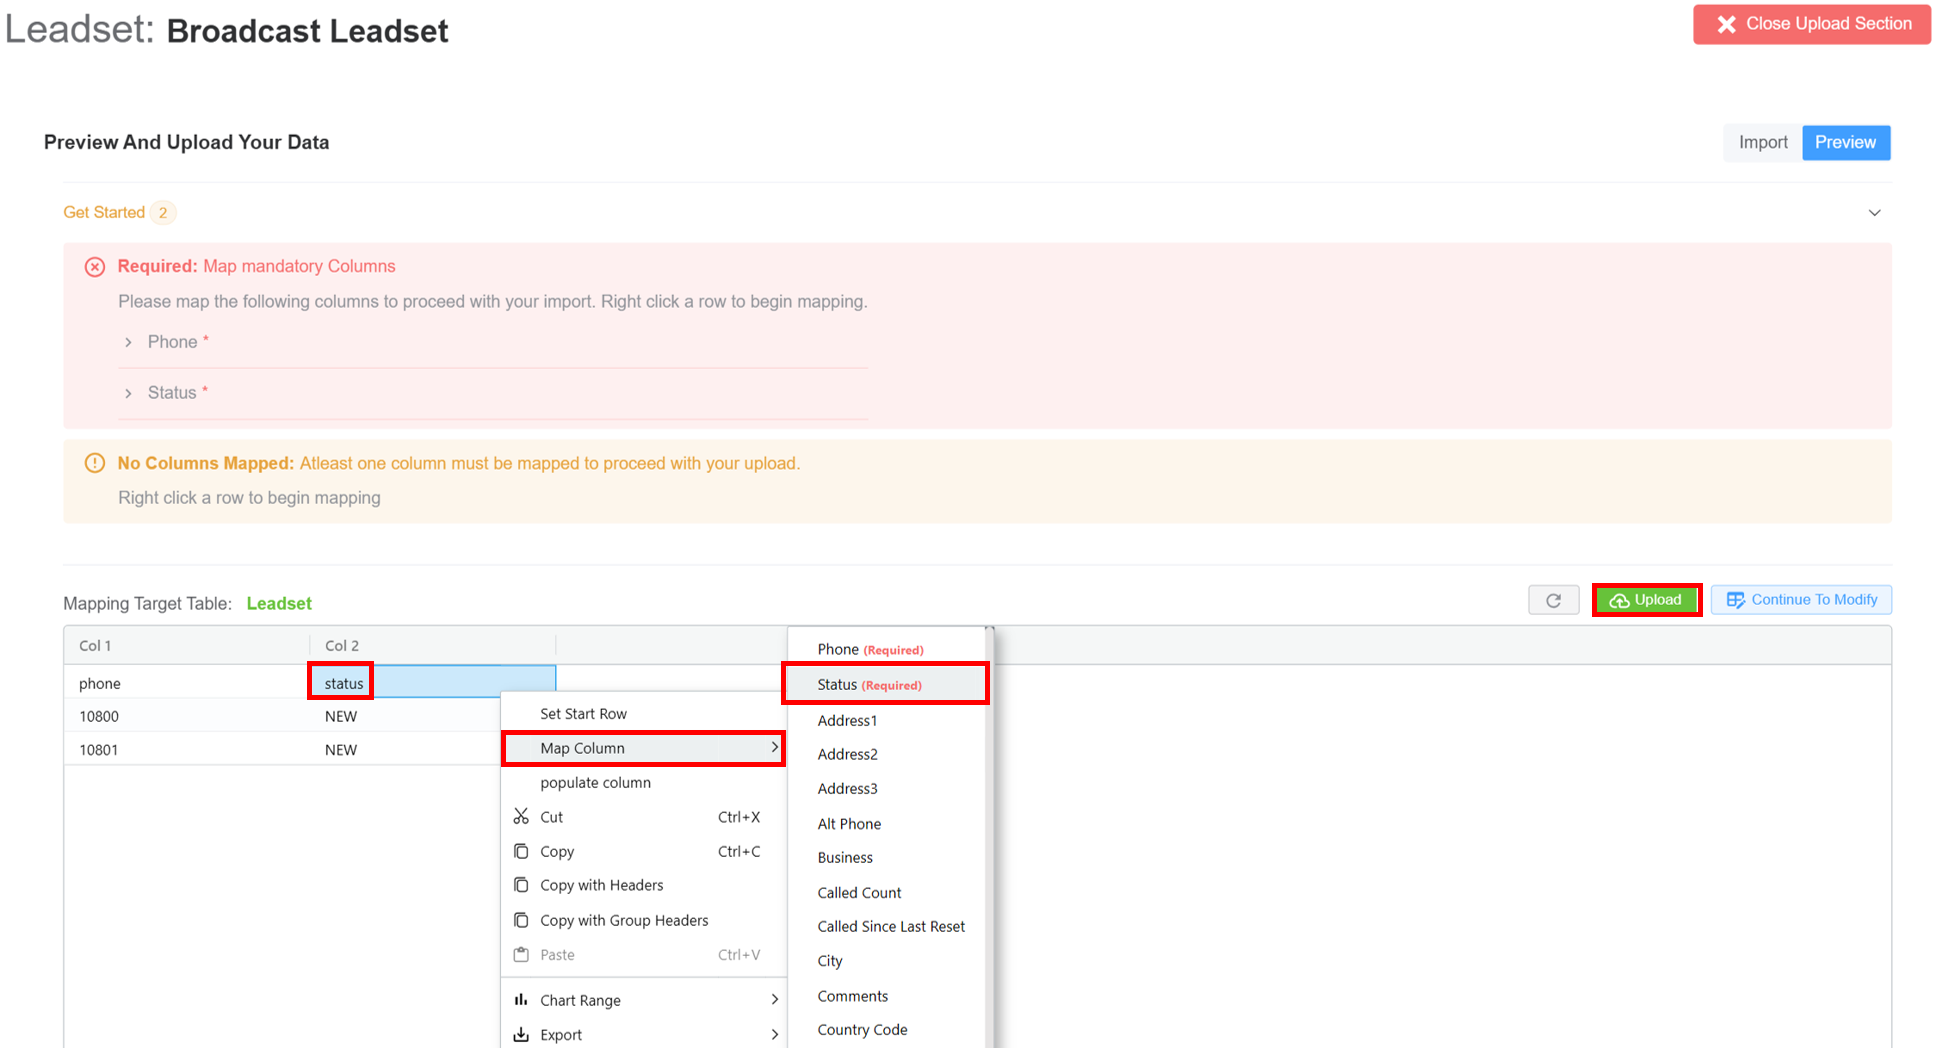 Leadset: Broadcast Leadset
Close Upload Section
Preview And Upload Your Data
Import
Preview
Get Started 2
Required: Map mandatory Columns
Please map the following columns to proceed with your import. Right click a row to begin mapping.
Phone *
Status *
No Columns Mapped: Atleast one column must be mapped to proceed with your upload.
Right click a row to begin mapping
Mapping Target Table: Leadset
Upload
Continue To Modify
Col 1
Col 2
phone
status
10800
NEW
10801
NEW
Set Start Row
Map Column
populate column
Cut Ctrl+X
Copy Ctrl+C
Copy with Headers
Copy with Group Headers
Paste Ctrl+V
Chart Range
Export
Phone (Required)
Status (Required)
Address1
Address2
Address3
Alt Phone
Business
Called Count
Called Since Last Reset
City
Comments
Country Code